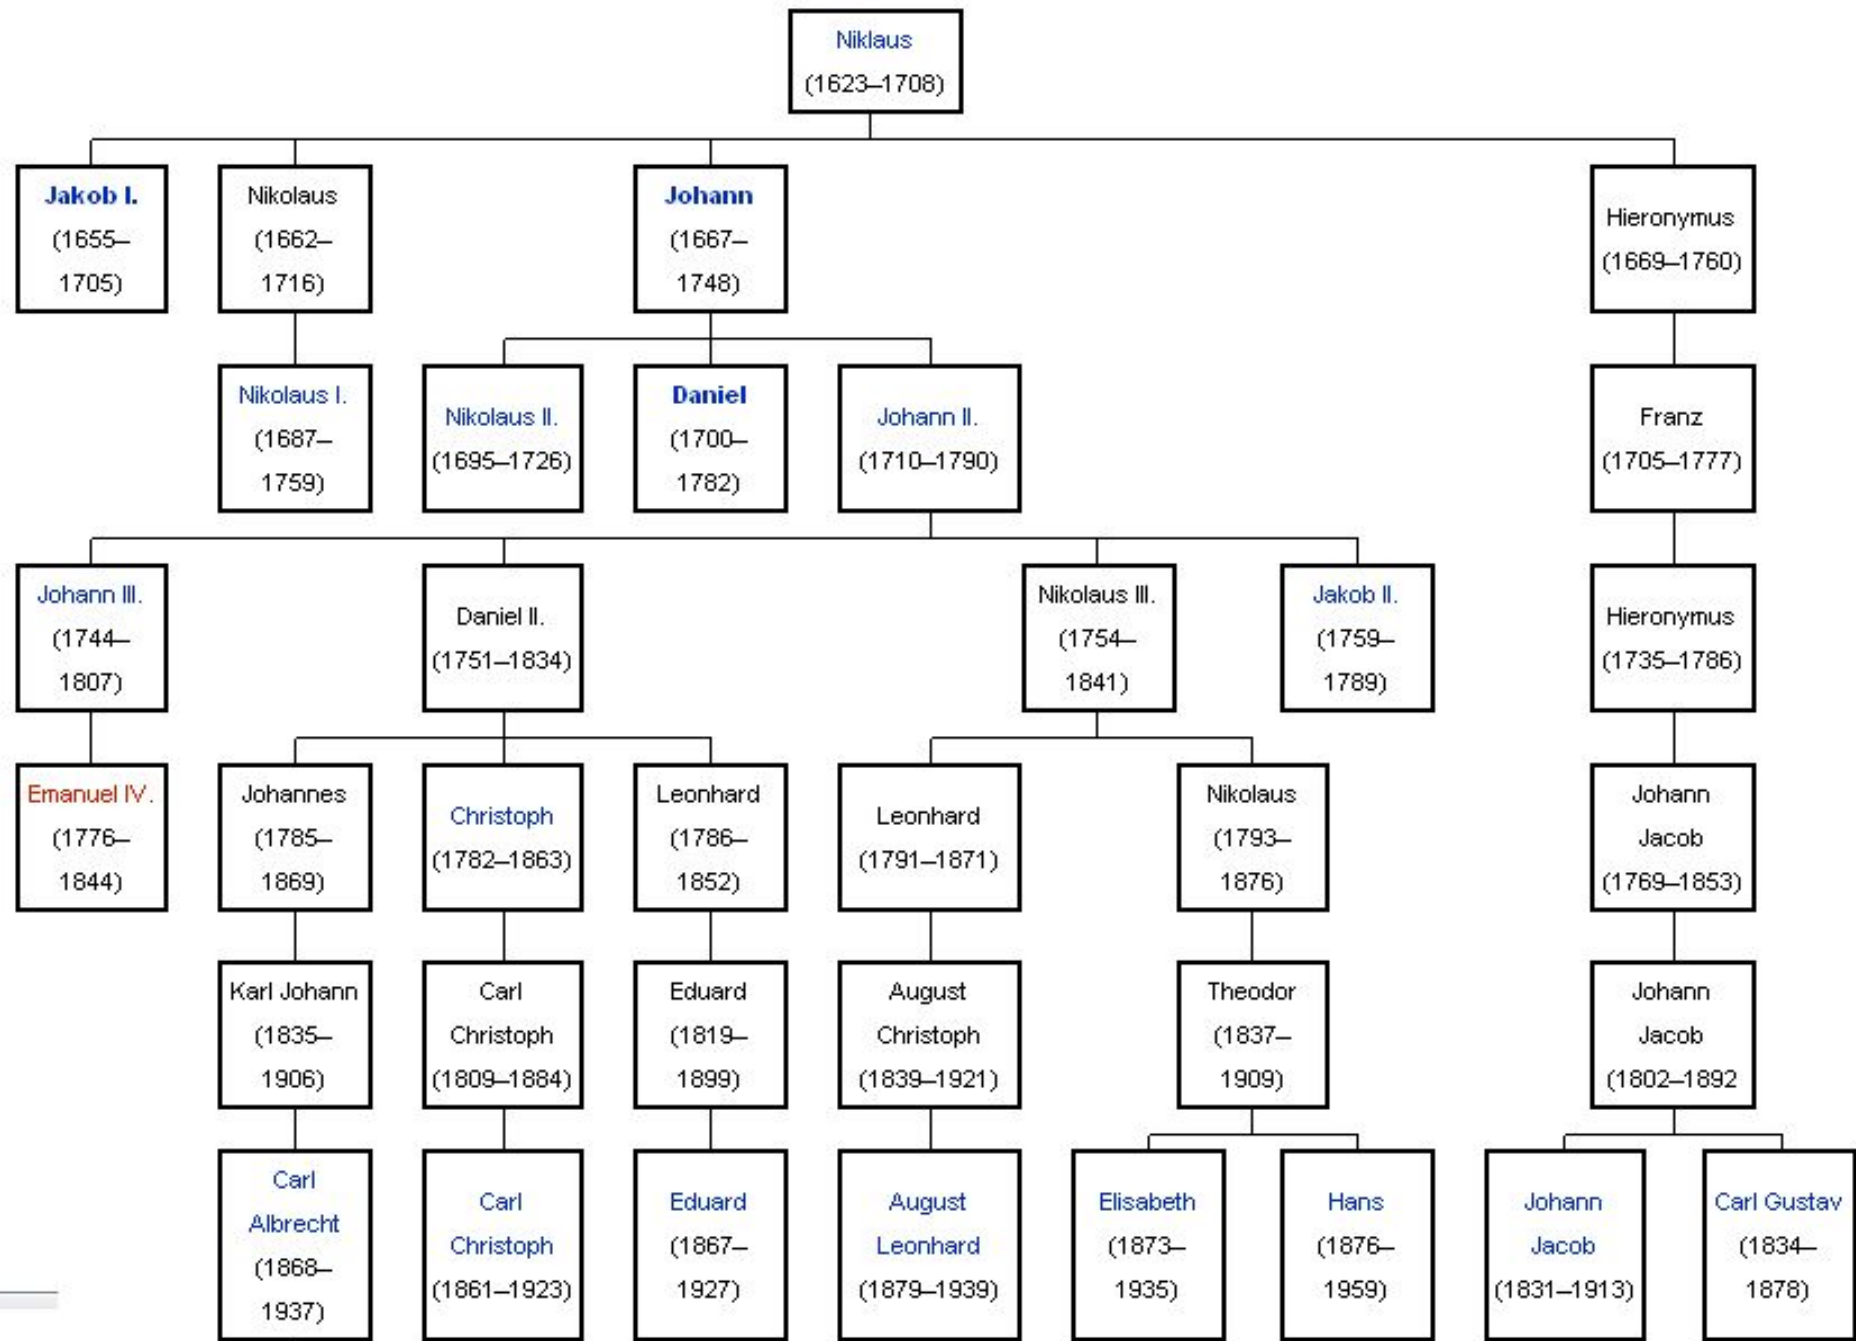 Niklaus
(1623–1708)
Jakob I.
(1655–
1705)
Nikolaus
(1662–
1716)
Johann
(1667–
1748)
Hieronymus
(1669–1760)
Nikolaus I.
(1687–
1759)
Nikolaus II.
(1695–1726)
Daniel
(1700–
1782)
Johann II.
(1710–1790)
Franz
(1705–1777)
Johann III.
(1744–
1807)
Daniel II.
(1751–1834)
Nikolaus III.
(1754–
1841)
Jakob II.
(1759–
1789)
Hieronymus
(1735–1786)
Emanuel IV.
(1776–
1844)
Johannes
(1785–
1869)
Christoph
(1782–1863)
Leonhard
(1786–
1852)
Leonhard
(1791–1871)
Nikolaus
(1793–
1876)
Johann
Jacob
(1769–1853)
Karl Johann
(1835–
1906)
Carl
Christoph
(1809–1884)
Eduard
(1819–
1899)
August
Christoph
(1839–1921)
Theodor
(1837–
1909)
Johann
Jacob
(1802–1892
Carl
Albrecht
(1868–
1937)
Carl
Christoph
(1861–1923)
Eduard
(1867–
1927)
August
Leonhard
(1879–1939)
Elisabeth
(1873–
1935)
Hans
(1876–
1959)
Johann
Jacob
(1831–1913)
Carl Gustav
(1834–
1878)